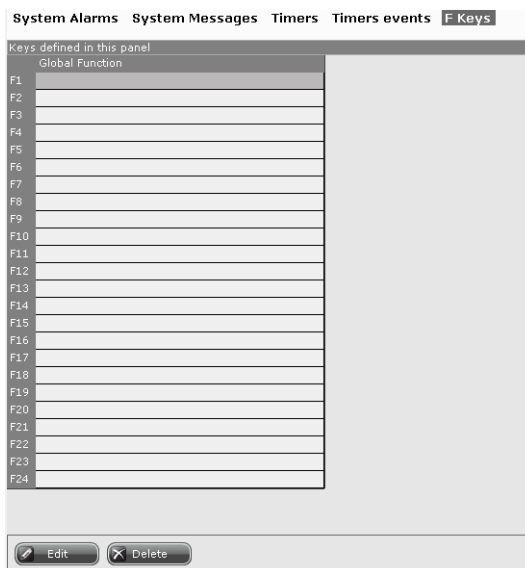 System Alarms System Messages Timers Timers events F Keys
Keys defined in this panel
Global Function
F1
F2
F3
F4
F5
F6
F7
F8
F9
F10
F11
F12
F13
F14
F15
F16
F17
F18
F19
F20
F21
F22
F23
F24
Edit Delete